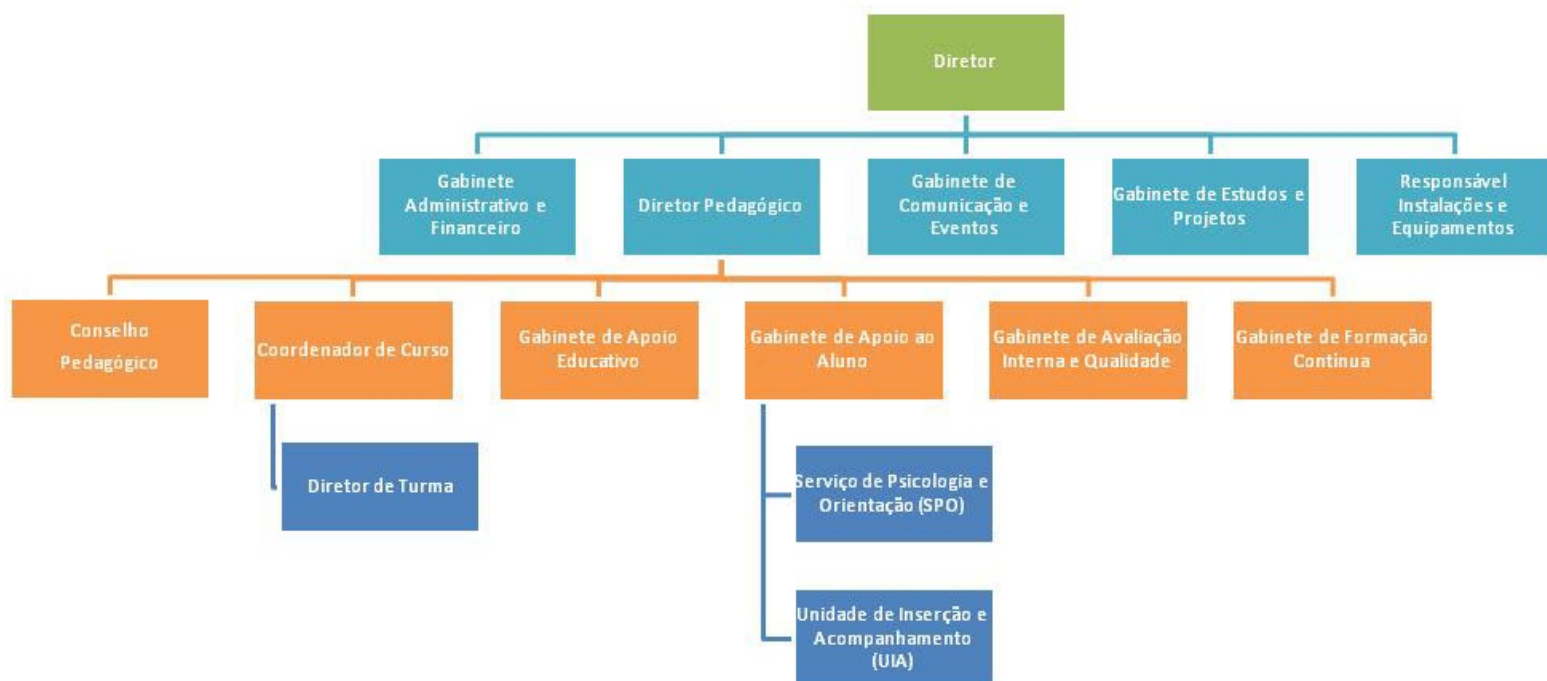 Diretor
Gabinete
Administrativo e
Financeiro
Diretor Pedagógico
Gabinete de
Comunicação e
Eventos
Gabinete de Estudos e
Projetos
Responsável
Instalações e
Equipamentos
Conselho
Pedagógico
Coordenador de Curso
Gabinete de Apoio
Educativo
Gabinete de Apoio ao
Aluno
Gabinete de Avaliação
Interna e Qualidade
Gabinete de Formação
Contínua
Diretor de Turma
Serviço de Psicologia e
Orientação (SPO)
Unidade de Inserção e
Acompanhamento
(UIA)